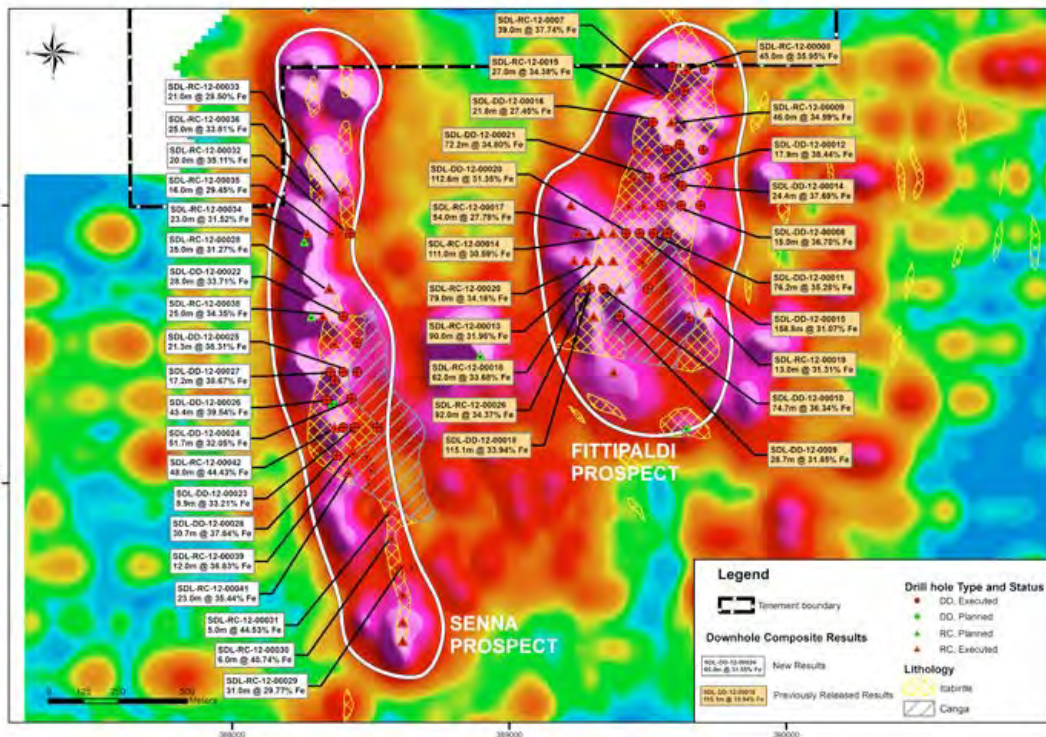 SDL-RC-12-0007
39.0m @ 37.74% Fe
SDL-RC-12-00008
45.0m @ 35.95% Fe
SDL-RC-12-0015
27.0m @ 34.38% Fe
SDL-DD-12-00016
21.8m @ 27.45% Fe
SDL-RC-12-00009
46.0m @ 34.99% Fe
SDL-DD-12-00021
72.2m @ 34.80% Fe
SDL-DD-12-00012
17.9m @ 38.44% Fe
SDL-DD-12-00020
112.6m @ 31.35% Fe
SDL-DD-12-00014
24.4m @ 37.69% Fe
SDL-RC-12-00017
54.0m @ 27.78% Fe
SDL-DD-12-00008
15.0m @ 36.70% Fe
SDL-RC-12-00014
111.0m @ 30.59% Fe
SDL-DD-12-00011
76.2m @ 35.28% Fe
SDL-RC-12-00020
79.0m @ 34.16% Fe
SDL-DD-12-00015
158.8m @ 31.07% Fe
SDL-RC-12-00013
90.0m @ 31.96% Fe
SDL-RC-12-00019
13.0m @ 31.31% Fe
SDL-RC-12-00016
62.0m @ 33.68% Fe
SDL-DD-12-00010
74.7m @ 36.34% Fe
SDL-RC-12-00026
92.0m @ 34.37% Fe
SDL-DD-12-00018
115.1m @ 33.94% Fe
SDL-DD-12-0009
28.7m @ 31.65% Fe
SDL-RC-12-00033
21.0m @ 28.50% Fe
SDL-RC-12-00036
25.0m @ 33.81% Fe
SDL-RC-12-00032
20.0m @ 35.11% Fe
SDL-RC-12-00035
16.0m @ 29.45% Fe
SDL-RC-12-00034
23.0m @ 31.52% Fe
SDL-RC-12-00028
35.0m @ 31.27% Fe
SDL-DD-12-00022
28.0m @ 33.71% Fe
SDL-RC-12-00038
25.0m @ 34.35% Fe
SDL-DD-12-00025
21.3m @ 38.31% Fe
SDL-DD-12-00027
17.2m @ 38.67% Fe
SDL-DD-12-00026
43.4m @ 39.54% Fe
SDL-DD-12-00024
51.7m @ 32.05% Fe
SDL-RC-12-00042
48.0m @ 44.43% Fe
SDL-DD-12-00023
8.9m @ 33.21% Fe
SDL-DD-12-00028
30.7m @ 37.84% Fe
SDL-RC-12-00039
12.0m @ 36.83% Fe
SDL-RC-12-00041
23.0m @ 35.44% Fe
SDL-RC-12-00031
5.0m @ 44.53% Fe
SDL-RC-12-00030
6.0m @ 40.74% Fe
SDL-RC-12-00029
31.0m @ 29.77% Fe
FITTIPALDI
PROSPECT
SENNA
PROSPECT
0 125 250 500
Meters
Legend
Tenement boundary
Downhole Composite Results
New Results
Previously Released Results
Drill hole Type and Status
DD, Executed
DD, Planned
RC, Planned
RC, Executed
Lithology
Itabirite
Canga
389000